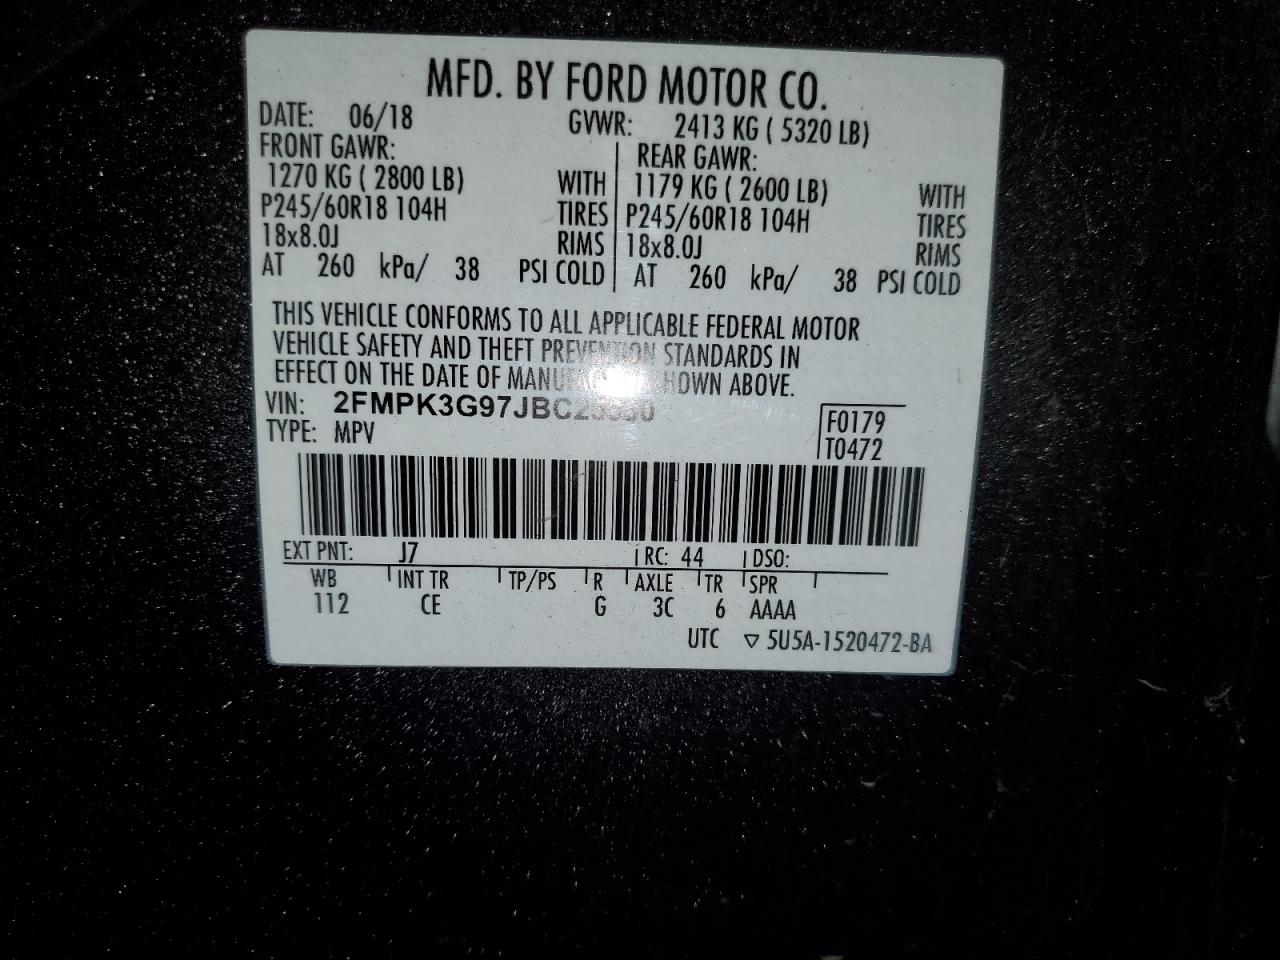 MFD. BY FORD MOTOR CO.
DATE: 06/18 GVWR: 2413 KG ( 5320 LB)
FRONT GAWR: REAR GAWR:
1270 KG ( 2800 LB) WITH 1179 KG ( 2600 LB) WITH
P245/60R18 104H TIRES P245/60R18 104H TIRES
18x8.0J RIMS 18x8.0J RIMS
AT 260 kPa/ 38 PSI COLD AT 260 kPa/ 38 PSI COLD
THIS VEHICLE CONFORMS TO ALL APPLICABLE FEDERAL MOTOR
VEHICLE SAFETY AND THEFT PREVENTION STANDARDS IN
EFFECT ON THE DATE OF SHOWN ABOVE.
VIN:
TYPE: MPV
F0179
T0472
EXT PNT: J7 RC: 44 DSO:
WB INT TR TP/PS R AXLE TR SPR
112 CE G 3C 6 AAAA
UTC ▽ 5U5A-1520472-BA